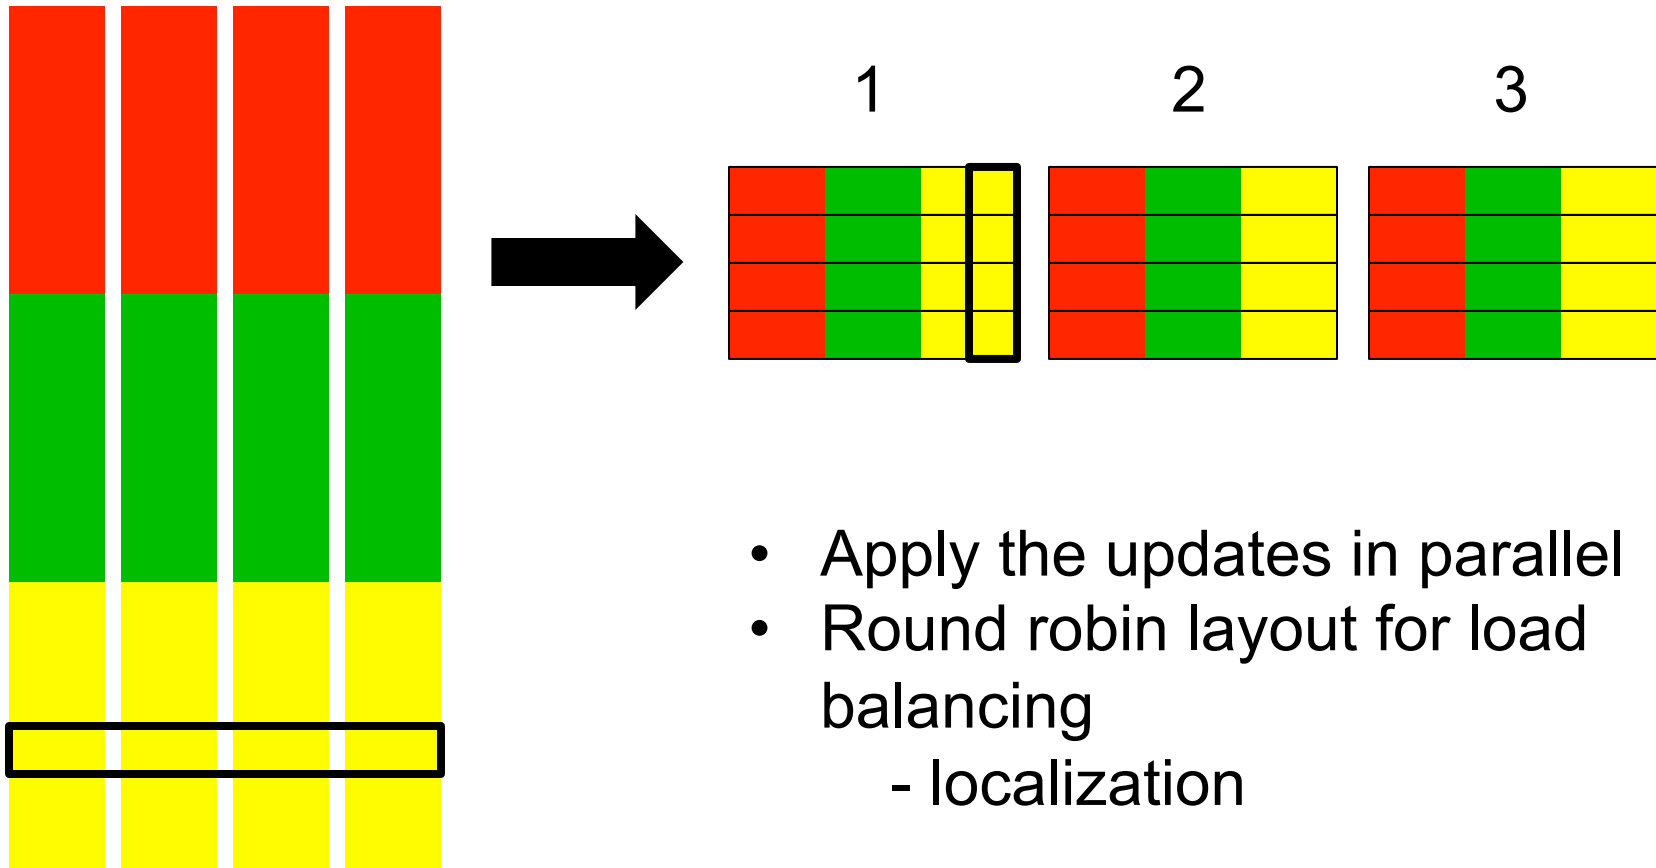 1 2 3
• Apply the updates in parallel
• Round robin layout for load
balancing
- localization